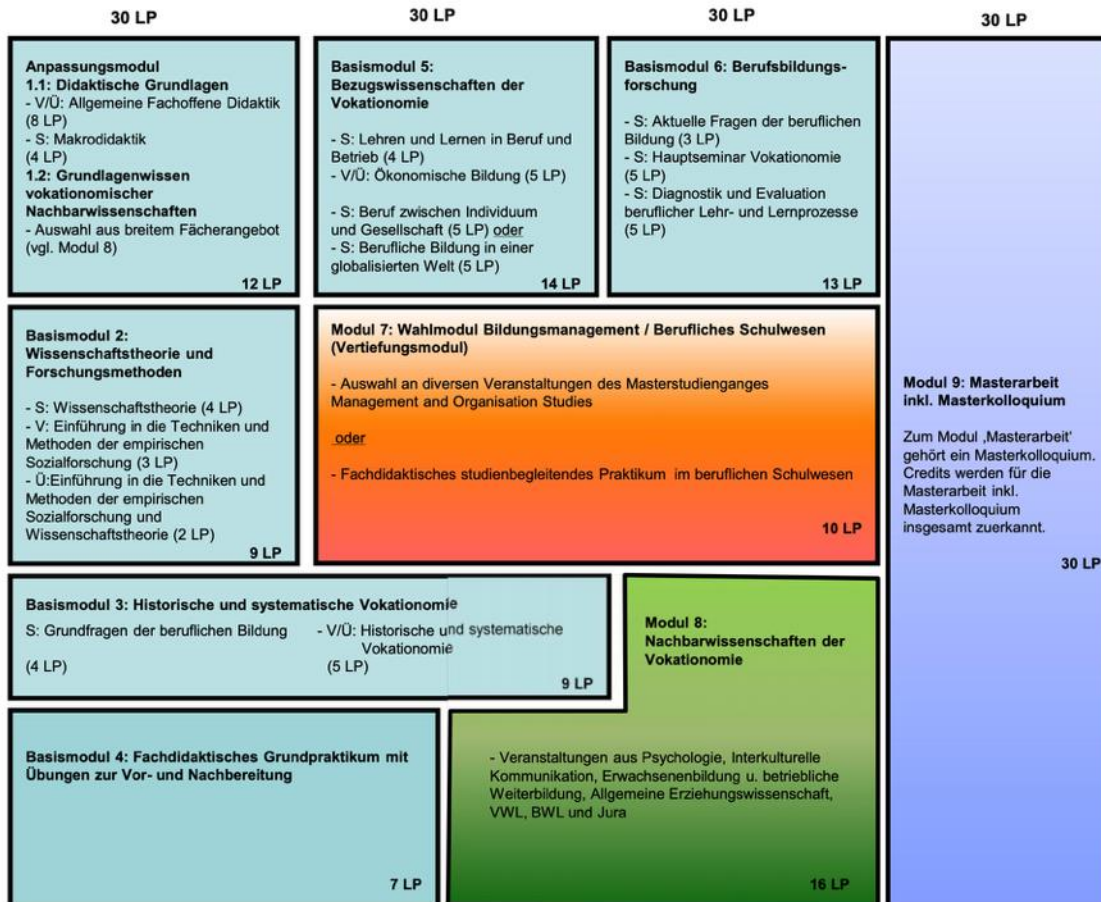 30 LP
30 LP
30 LP
30 LP
Anpassungsmodul
1.1: Didaktische Grundlagen
- V/Ü: Allgemeine Fachoffene Didaktik
(8 LP)
- S: Makrodidaktik
(4 LP)
1.2: Grundlagenwissen
vokationomischer
Nachbarwissenschaften
- Auswahl aus breitem Fächerangebot
(vgl. Modul 8)
12 LP
Basismodul 5:
Bezugswissenschaften der
Vokationomie
- S: Lehren und Lernen in Beruf und
Betrieb (4 LP)
- V/Ü: Ökonomische Bildung (5 LP)
- S: Beruf zwischen Individuum
und Gesellschaft (5 LP) oder
- S: Berufliche Bildung in einer
globalisierten Welt (5 LP)
14 LP
Basismodul 6: Berufsbildungs-
forschung
- S: Aktuelle Fragen der beruflichen
Bildung (3 LP)
- S: Hauptseminar Vokationomie
(5 LP)
- S: Diagnostik und Evaluation
beruflicher Lehr- und Lernprozesse
(5 LP)
13 LP
Basismodul 2:
Wissenschaftstheorie und
Forschungsmethoden
- S: Wissenschaftstheorie (4 LP)
- V: Einführung in die Techniken und
Methoden der empirischen
Sozialforschung (3 LP)
- Ü:Einführung in die Techniken und
Methoden der empirischen
Sozialforschung und
Wissenschaftstheorie (2 LP)
9 LP
Modul 7: Wahlmodul Bildungsmanagement / Berufliches Schulwesen
(Vertiefungsmodul)
- Auswahl an diversen Veranstaltungen des Masterstudienganges
Management and Organisation Studies
oder
- Fachdidaktisches studienbegleitendes Praktikum im beruflichen Schulwesen
10 LP
Modul 9: Masterarbeit
inkl. Masterkolloquium
Zum Modul ‚Masterarbeit'
gehört ein Masterkolloquium.
Credits werden für die
Masterarbeit inkl.
Masterkolloquium
insgesamt zuerkannt.
30 LP
Basismodul 3: Historische und systematische Vokationomie
S: Grundfragen der beruflichen Bildung
(4 LP)
- V/Ü: Historische und systematische
Vokationomie
(5 LP)
9 LP
Modul 8:
Nachbarwissenschaften der
Vokationomie
- Veranstaltungen aus Psychologie, Interkulturelle
Kommunikation, Erwachsenenbildung u. betriebliche
Weiterbildung, Allgemeine Erziehungswissenschaft,
VWL, BWL und Jura
16 LP
Basismodul 4: Fachdidaktisches Grundpraktikum mit
Übungen zur Vor- und Nachbereitung
7 LP